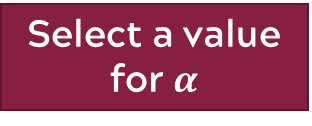 Select a value
for α